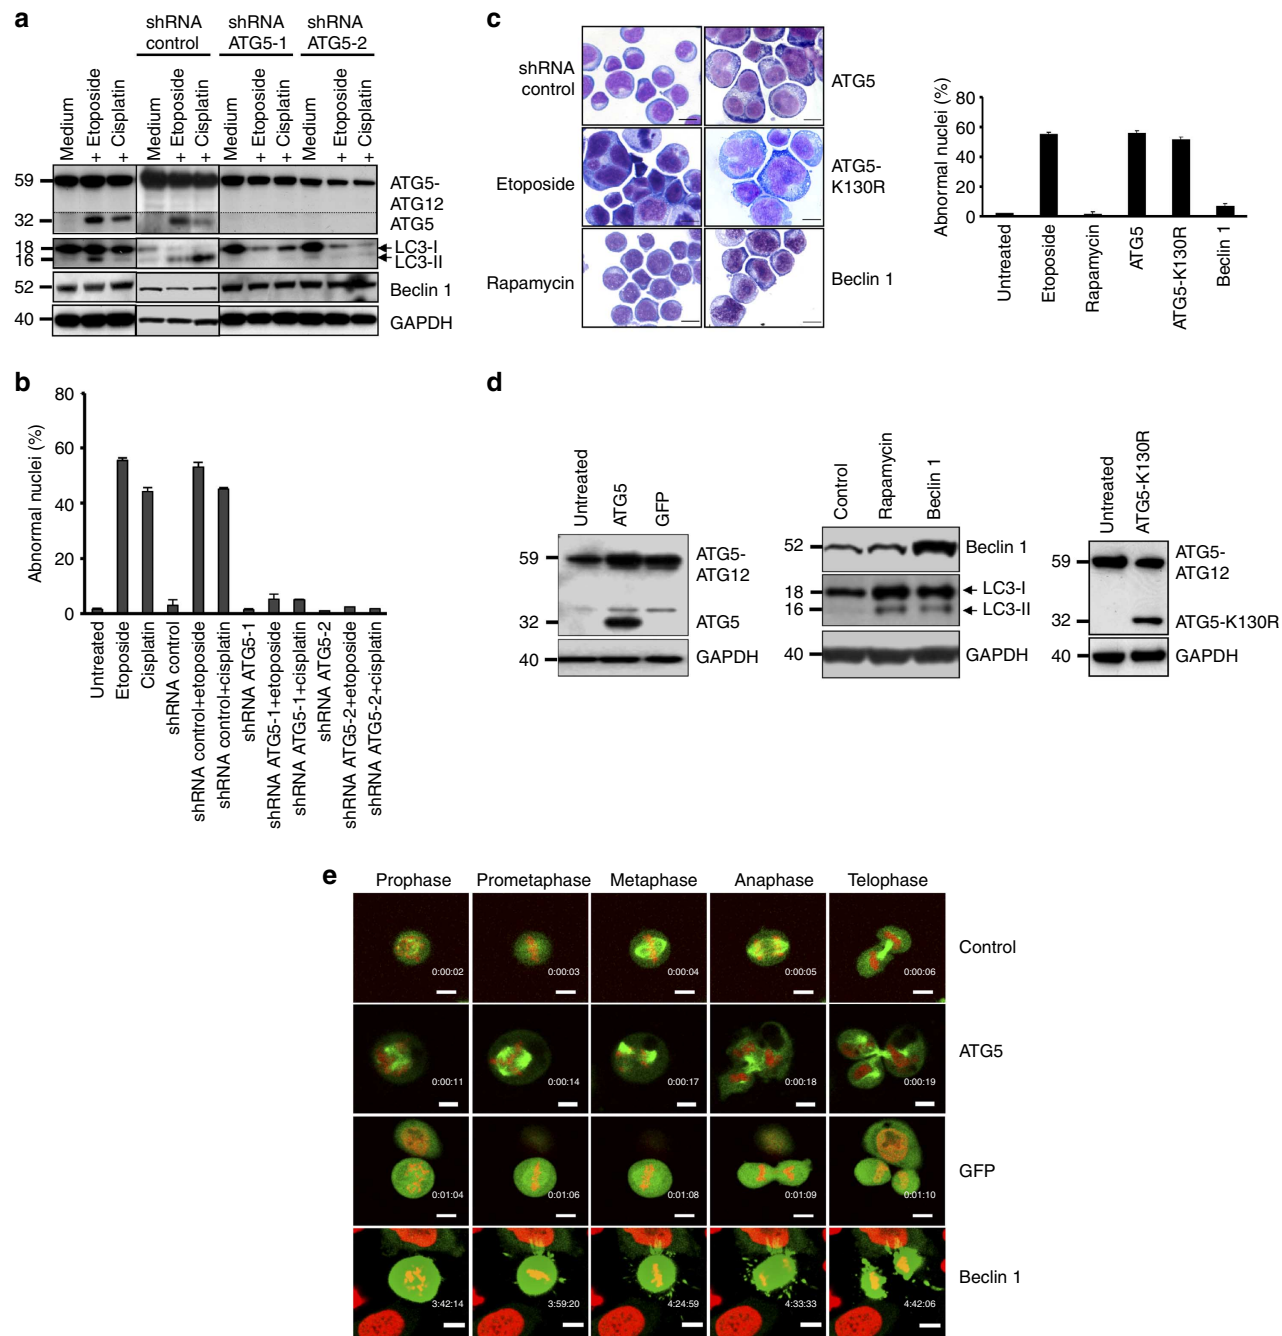 a
shRNA control
shRNA ATG5-1
shRNA ATG5-2
Medium
+ Etoposide
+ Cisplatin
Medium
+ Etoposide
+ Cisplatin
Medium
+ Etoposide
+ Cisplatin
Medium
+ Etoposide
+ Cisplatin
59
32
18
16
52
40
ATG5-
ATG12
ATG5
LC3-I
LC3-II
Beclin 1
GAPDH
b
Abnormal nuclei (%)
80
60
40
20
0
Untreated
Etoposide
Cisplatin
shRNA control
shRNA control+etoposide
shRNA control+cisplatin
shRNA ATG5-1
shRNA ATG5-1+etoposide
shRNA ATG5-1+cisplatin
shRNA ATG5-2
shRNA ATG5-2+etoposide
shRNA ATG5-2+cisplatin
c
shRNA
control
Etoposide
Rapamycin
ATG5
ATG5-
K130R
Beclin 1
Abnormal nuclei (%)
80
60
40
20
0
Untreated
Etoposide
Rapamycin
ATG5
ATG5-K130R
Beclin 1
d
Untreated
ATG5
GFP
59
32
40
ATG5-
ATG12
ATG5
GAPDH
Control
Rapamycin
Beclin 1
52
18
16
40
Beclin 1
LC3-I
LC3-II
GAPDH
Untreated
ATG5-K130R
59
32
40
ATG5-
ATG12
ATG5-K130R
GAPDH
e
Prophase Prometaphase Metaphase Anaphase Telophase
0:00:02 0:00:03 0:00:04 0:00:05 0:00:06
Control
0:00:11 0:00:14 0:00:17 0:00:18 0:00:19
ATG5
0:01:04 0:01:06 0:01:08 0:01:09 0:01:10
GFP
3:42:14 3:59:20 4:24:59 4:33:33 4:42:06
Beclin 1